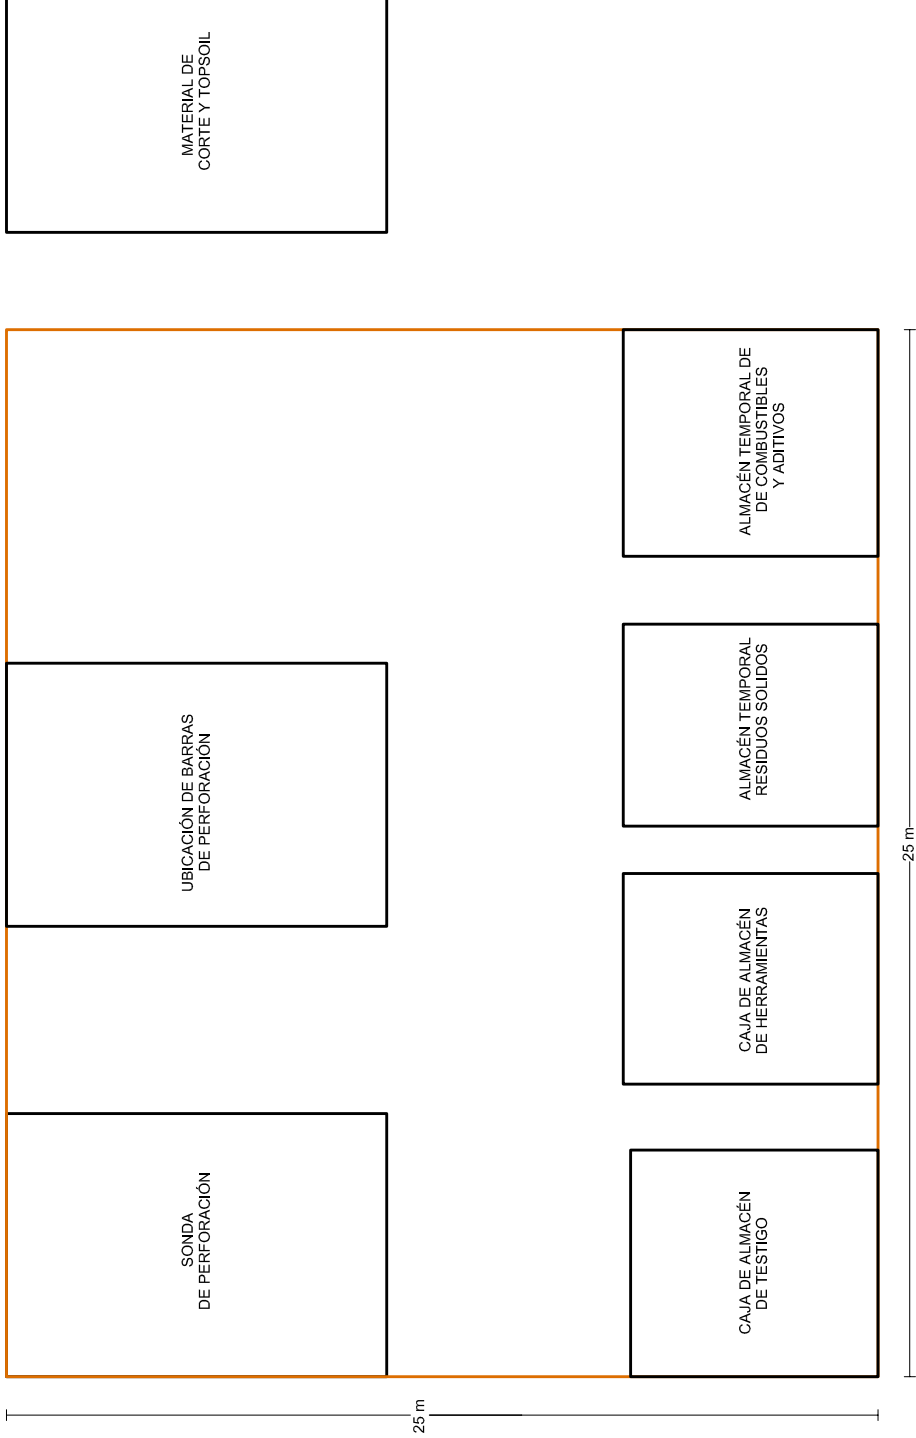 SONDA
DE PERFORACIÓN
UBICACIÓN DE BARRAS
DE PERFORACIÓN
MATERIAL DE
CORTE Y TOPSOIL
25 m
CAJA DE ALMACÉN
DE TESTIGO
CAJA DE ALMACÉN
DE HERRAMIENTAS
ALMACÉN TEMPORAL
RESIDUOS SOLIDOS
ALMACÉN TEMPORAL DE
DE COMBUSTIBLES
Y ADITIVOS
25 m